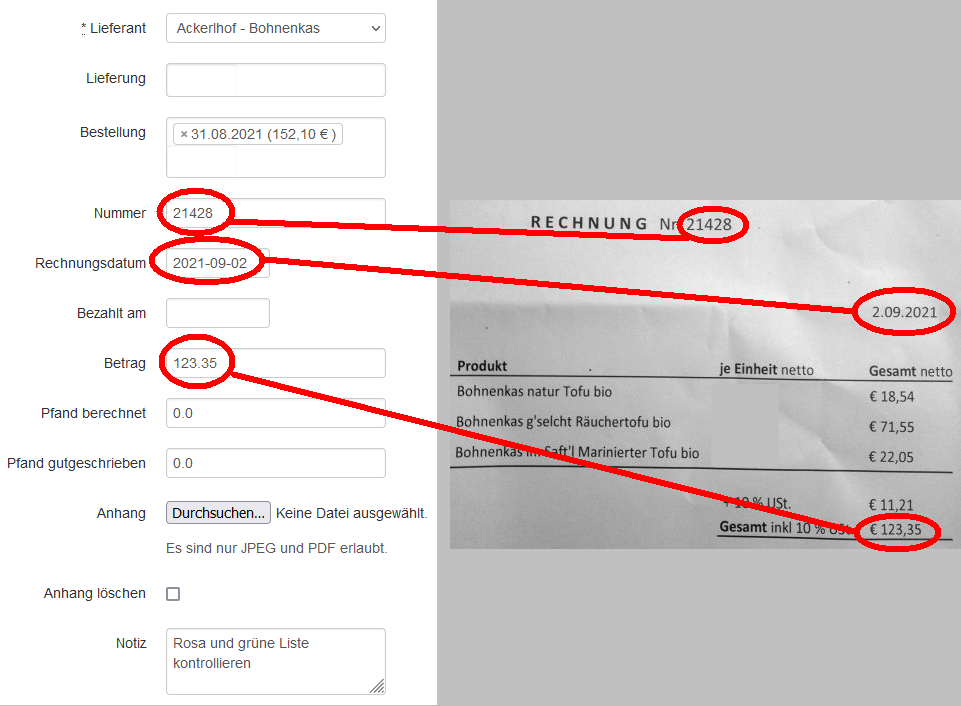 * Lieferant
Ackerlhof - Bohnenkas
Lieferung
Bestellung
× 31.08.2021 (152,10 € )
Nummer
21428
Rechnungsdatum
2021-09-02
Bezahlt am
Betrag
123.35
Pfand berechnet
0.0
Pfand gutgeschrieben
0.0
Anhang
Durchsuchen... Keine Datei ausgewählt.
Es sind nur JPEG und PDF erlaubt.
Anhang löschen
Notiz
Rosa und grüne Liste
kontrollieren
RECHNUNG Nr. 21428
2.09.2021
Produkt je Einheit netto Gesamt netto
Bohnenkas natur Tofu bio € 18,54
Bohnenkas g'selcht Räuchertofu bio € 71,55
Bohnenkas im Saft'l Marinierter Tofu bio € 22,05
+ 10 % USt. € 11,21
Gesamt inkl 10 % USt. € 123,35